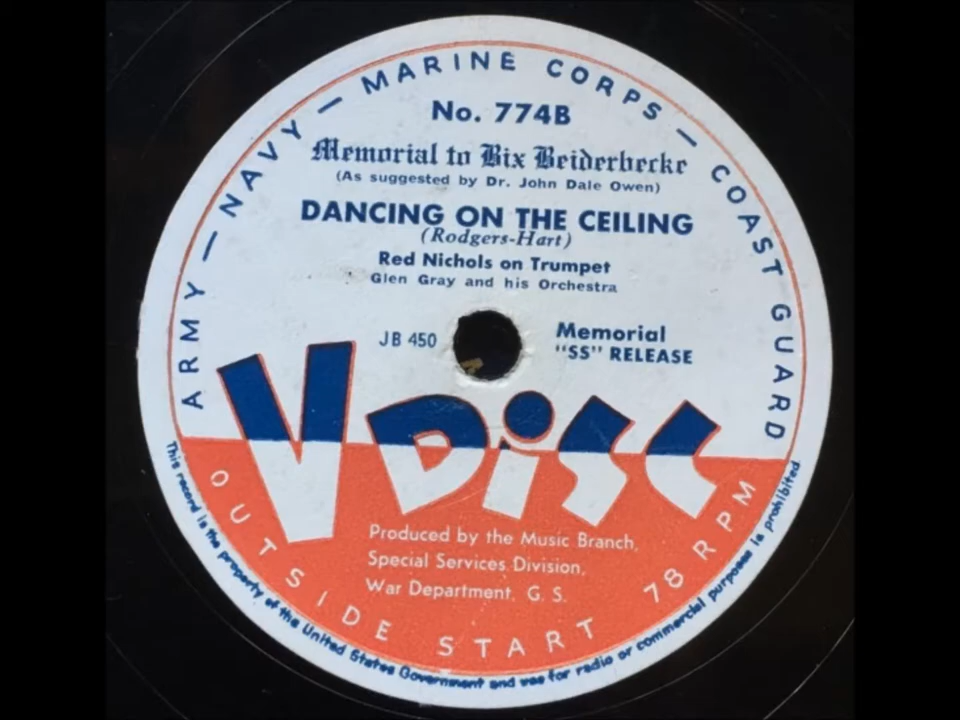 ARMY — NAVY — MARINE CORPS — COAST GUARD
No. 774B
Memorial to Bix Beiderbecke
(As suggested by Dr. John Dale Owen)
DANCING ON THE CEILING
(Rodgers-Hart)
Red Nichols on Trumpet
Glen Gray and his Orchestra
JB 450
Memorial
"SS" RELEASE
V DiSC
Produced by the Music Branch,
Special Services Division,
War Department, G. S.
OUTSIDE START 78 RPM
This record is the property of the United States Government and use for radio or commercial purposes is prohibited.